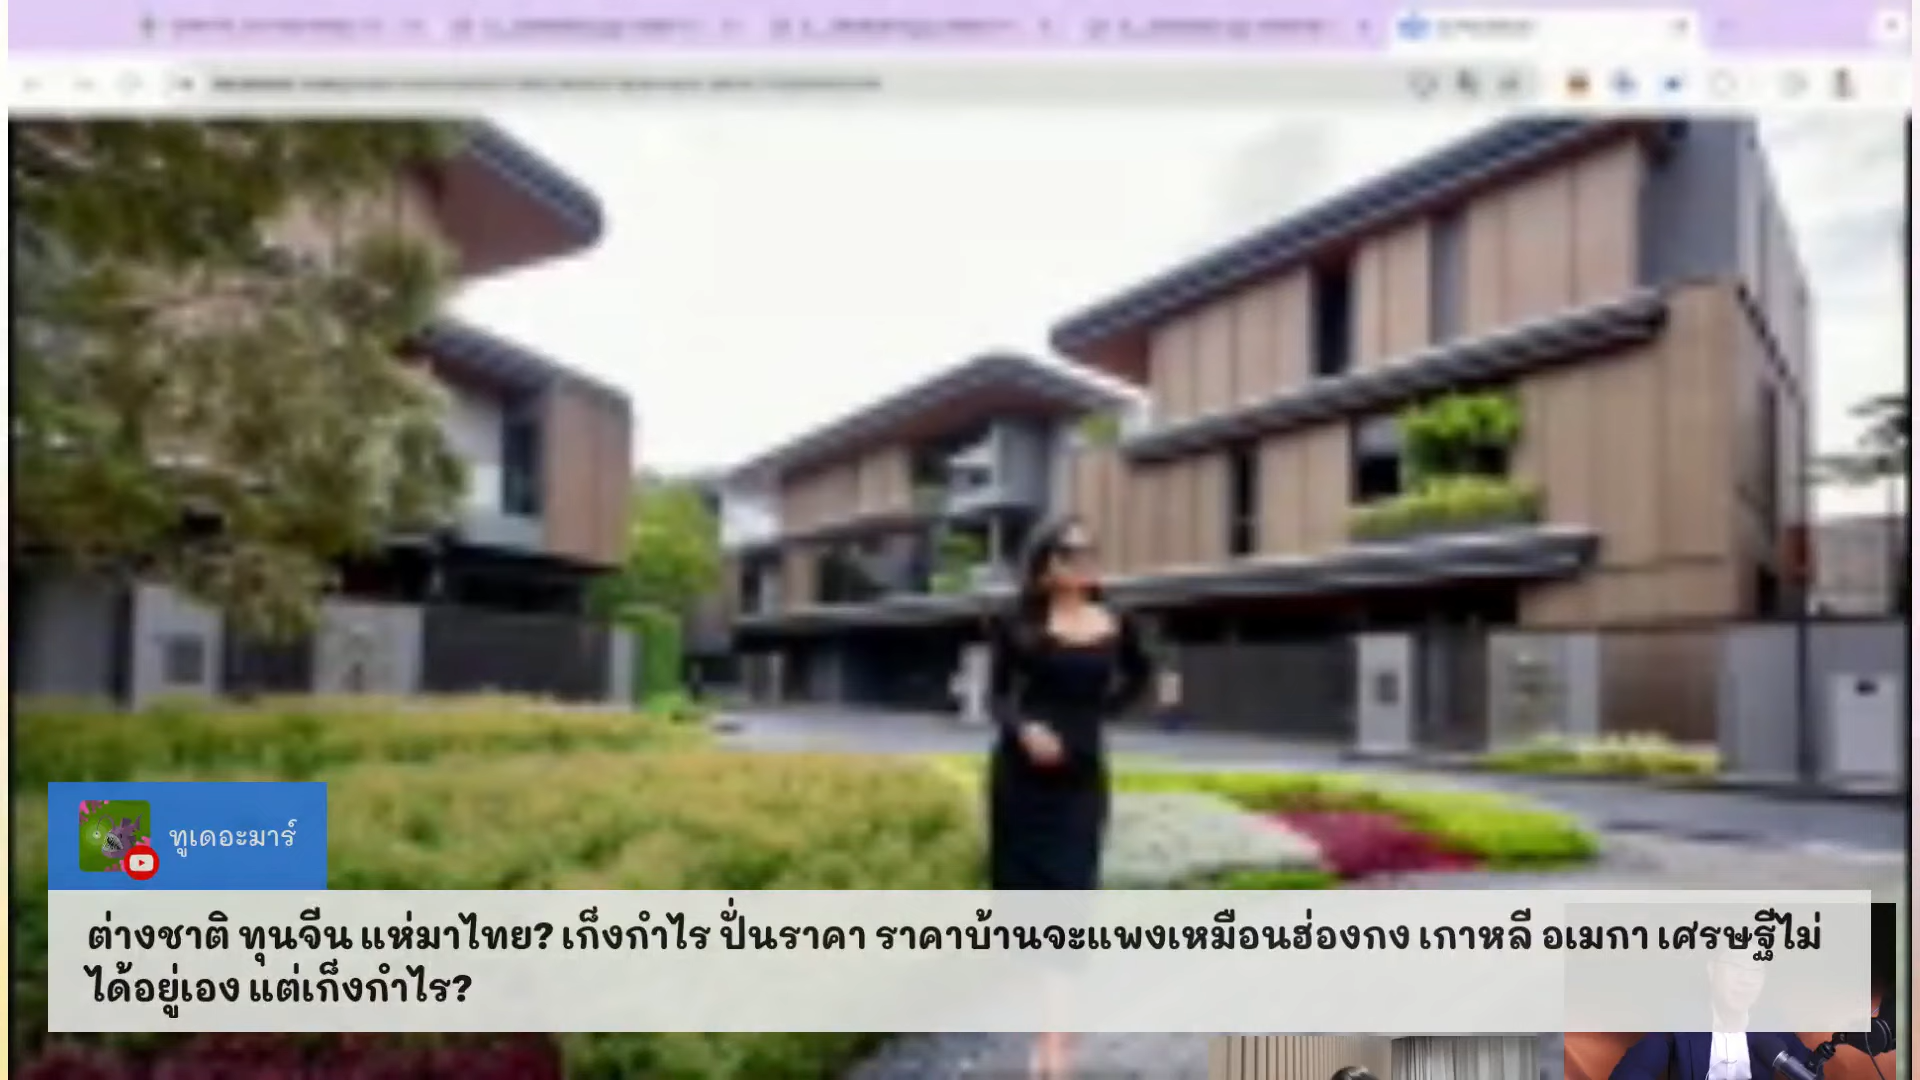 ทูเดอะมาร์
ต่างชาติ ทุนจีน แห่มาไทย? เก็งกำไร ปั่นราคา ราคาบ้านจะแพงเหมือนฮ่องกง เกาหลี อเมกา เศรษฐีไม่
ได้อยู่เอง แต่เก็งกำไร?